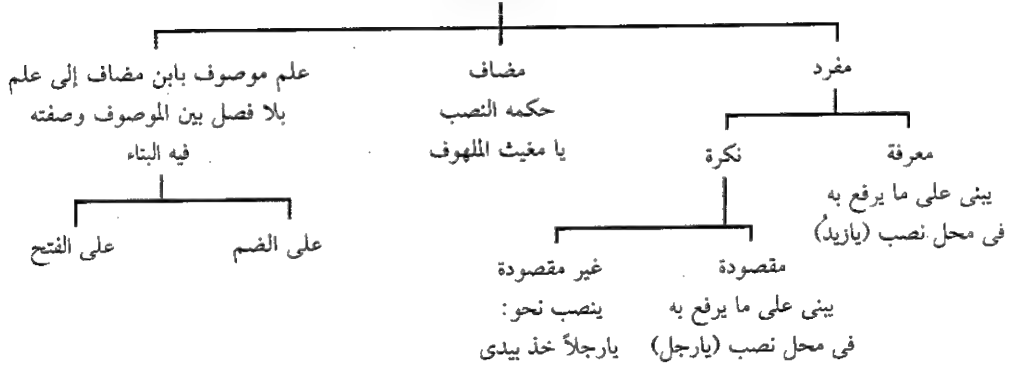 مفرد
معرفة
يبنى على ما يرفع به
فى محل نصب (يازيدُ)
نكرة
مقصودة
يبنى على ما يرفع به
فى محل نصب (يارجل)
غير مقصودة
ينصب نحو:
يارجلاً خذ بيدى
مضاف
حكمه النصب
يا مغيث الملهوف
علم موصوف بابن مضاف إلى علم
بلا فصل بين الموصوف وصفته
فيه البناء
على الضم
على الفتح